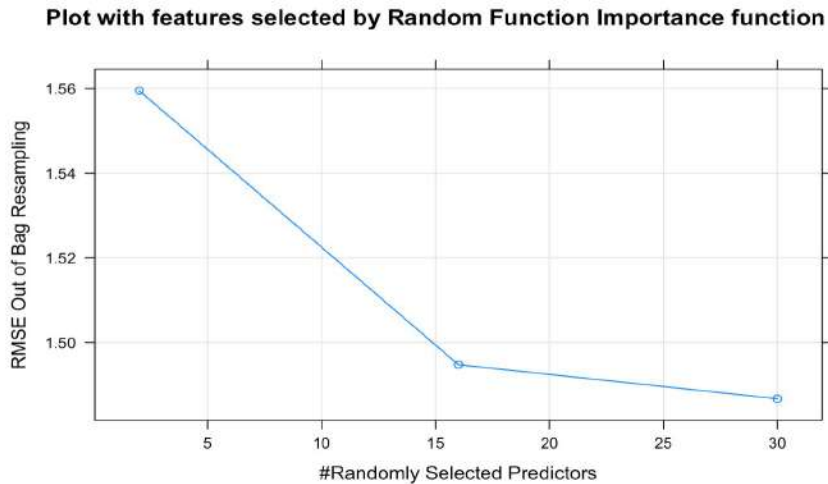 Plot with features selected by Random Function Importance function
1.56
1.54
1.52
1.50
RMSE Out of Bag Resampling
5 10 15 20 25 30
#Randomly Selected Predictors